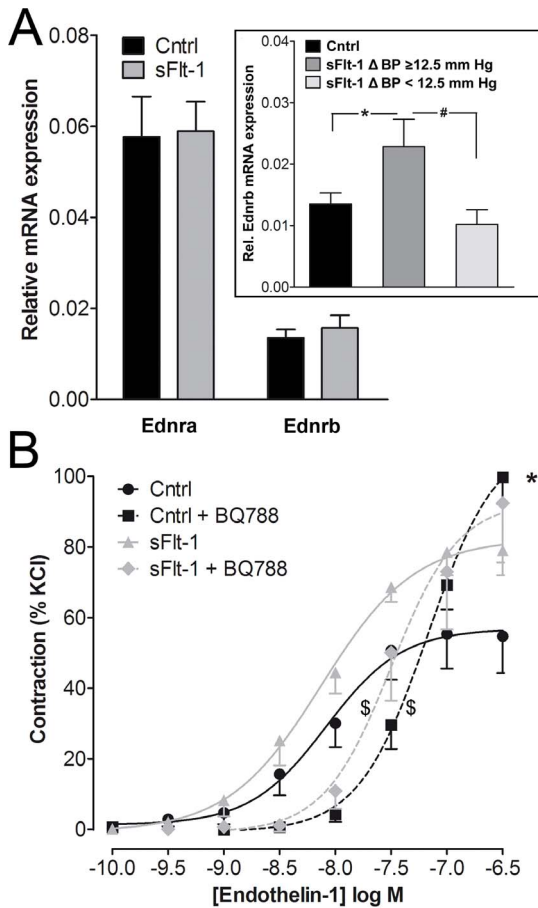 A
Relative mRNA expression
0.08
0.06
0.04
0.02
0.00
Cntrl
sFlt-1
Ednra
Ednrb
Rel. Ednrb mRNA expression
0.04
0.03
0.02
0.01
0.00
Cntrl
sFlt-1 Δ BP ≥12.5 mm Hg
sFlt-1 Δ BP < 12.5 mm Hg
*
#
B
Contraction (% KCl)
100
80
60
40
20
0
Cntrl
Cntrl + BQ788
sFlt-1
sFlt-1 + BQ788
*
$ $
-10.0 -9.5 -9.0 -8.5 -8.0 -7.5 -7.0 -6.5
[Endothelin-1] log M